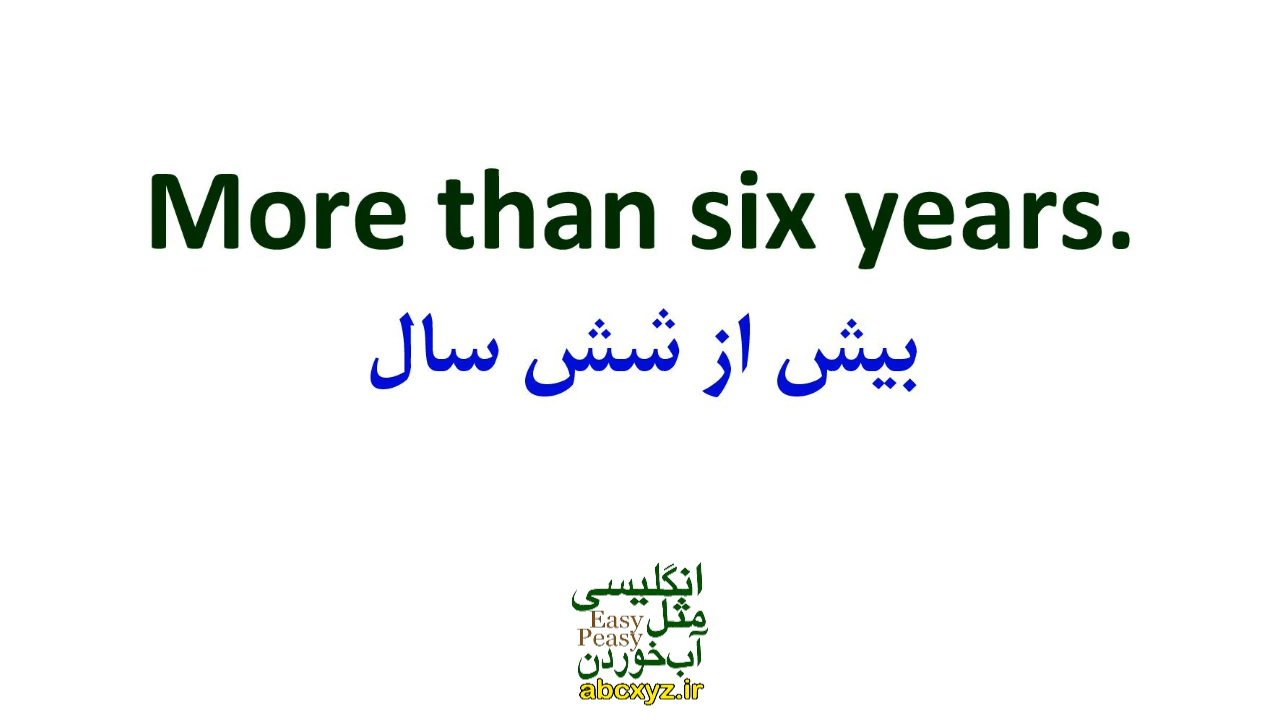 More than six years.
بیش از شش سال
انگلیسی
مثل
Easy
Peasy
آب‌خوردن
abcxyz.ir